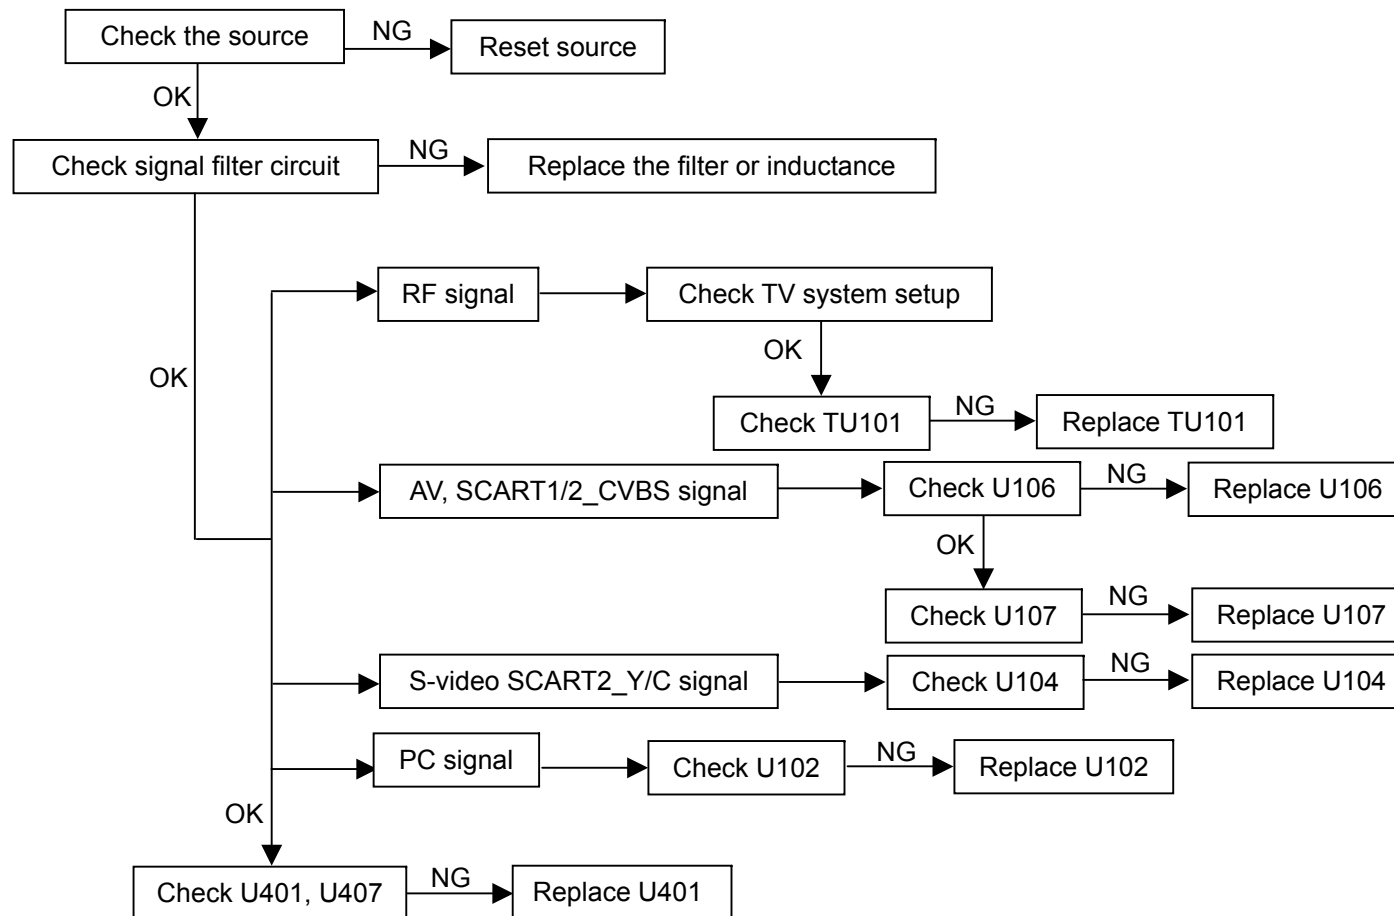 Check the source
NG
Reset source
OK
Check signal filter circuit
NG
Replace the filter or inductance
OK
RF signal
Check TV system setup
OK
Check TU101
NG
Replace TU101
AV, SCART1/2_CVBS signal
Check U106
NG
Replace U106
OK
Check U107
NG
Replace U107
S-video SCART2_Y/C signal
Check U104
NG
Replace U104
PC signal
Check U102
NG
Replace U102
OK
Check U401, U407
NG
Replace U401